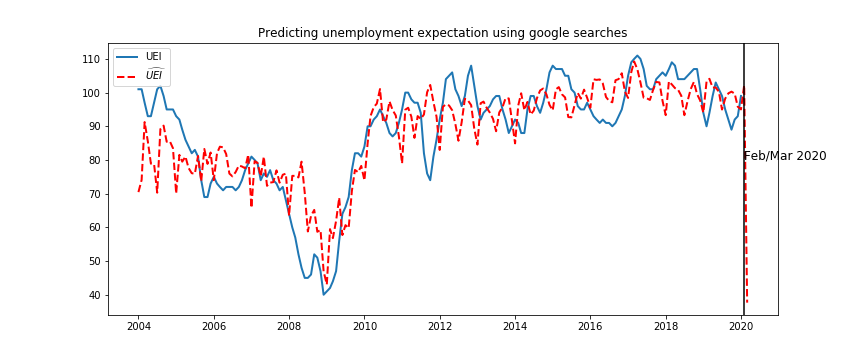 Predicting unemployment expectation using google searches
UEI
\widehat{UEI}
110
100
90
80
70
60
50
40
Feb/Mar 2020
2004 2006 2008 2010 2012 2014 2016 2018 2020